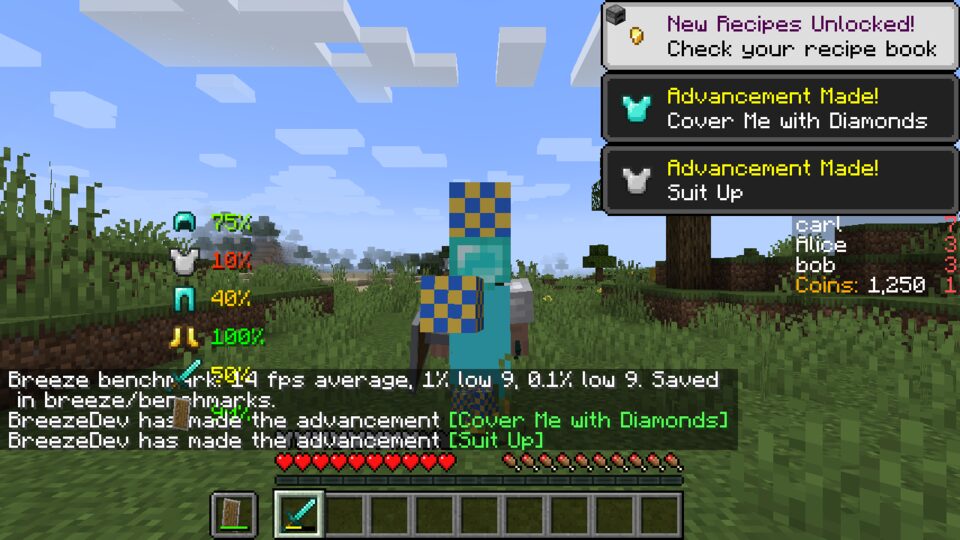 New Recipes Unlocked!
Check your recipe book
Advancement Made!
Cover Me with Diamonds
Advancement Made!
Suit Up
carl 7
Alice 3
bob 3
Coins: 1,250 1
75%
10%
40%
100%
50%
Breeze benchmark: 14 fps average, 1% low 9, 0.1% low 9. Saved
in breeze/benchmarks.
BreezeDev has made the advancement [Cover Me with Diamonds]
BreezeDev has made the advancement [Suit Up]